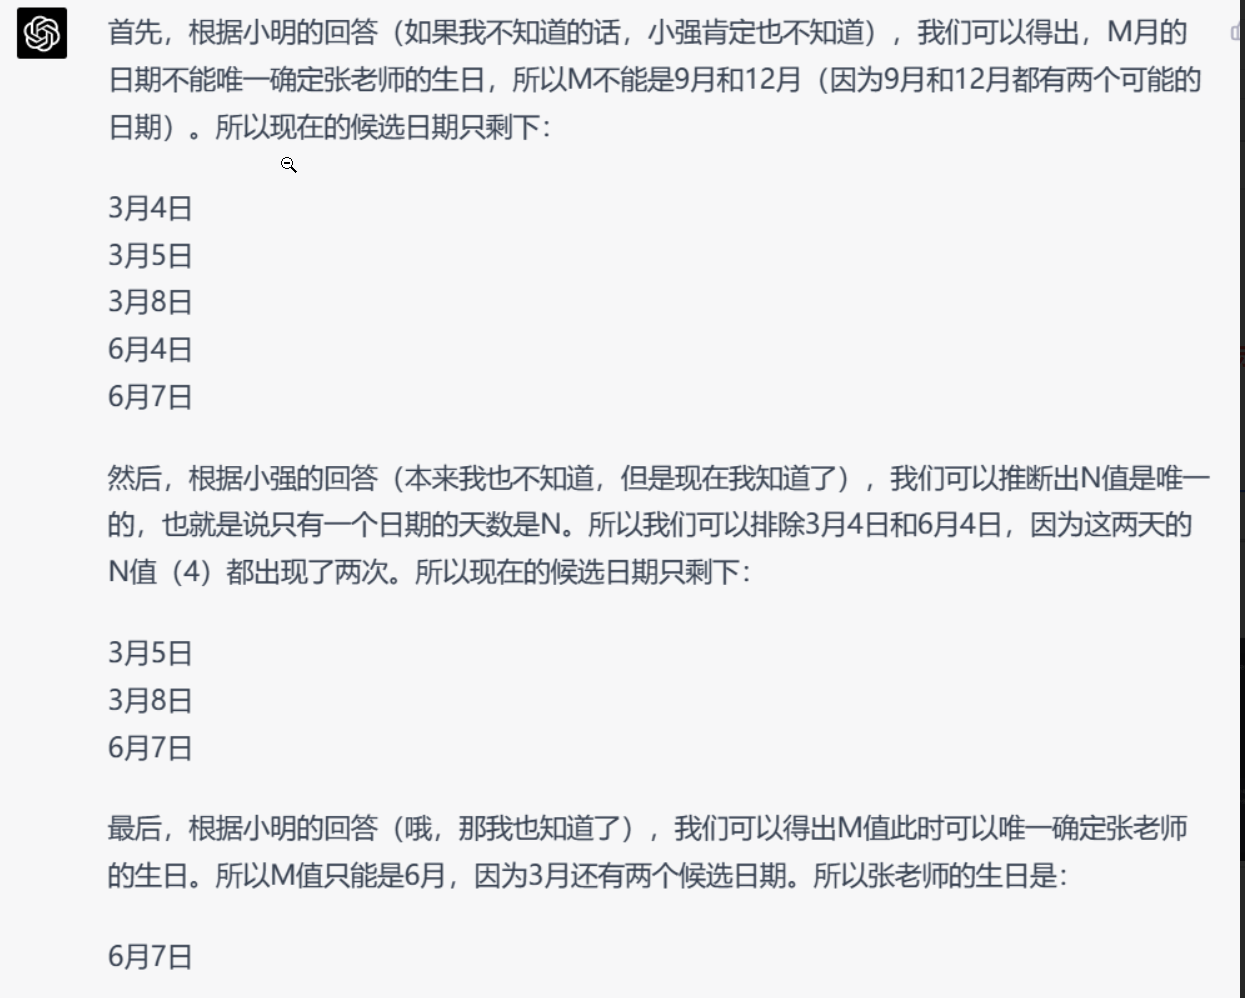 首先，根据小明的回答（如果我不知道的话，小强肯定也不知道），我们可以得出，M月的
日期不能唯一确定张老师的生日，所以M不能是9月和12月（因为9月和12月都有两个可能的
日期）。所以现在的候选日期只剩下：
3月4日
3月5日
3月8日
6月4日
6月7日
然后，根据小强的回答（本来我也不知道，但是现在我知道了），我们可以推断出N值是唯一
的，也就是说只有一个日期的天数是N。所以我们可以排除3月4日和6月4日，因为这两天的
N值（4）都出现了两次。所以现在的候选日期只剩下：
3月5日
3月8日
6月7日
最后，根据小明的回答（哦，那我也知道了），我们可以得出M值此时可以唯一确定张老师
的生日。所以M值只能是6月，因为3月还有两个候选日期。所以张老师的生日是：
6月7日